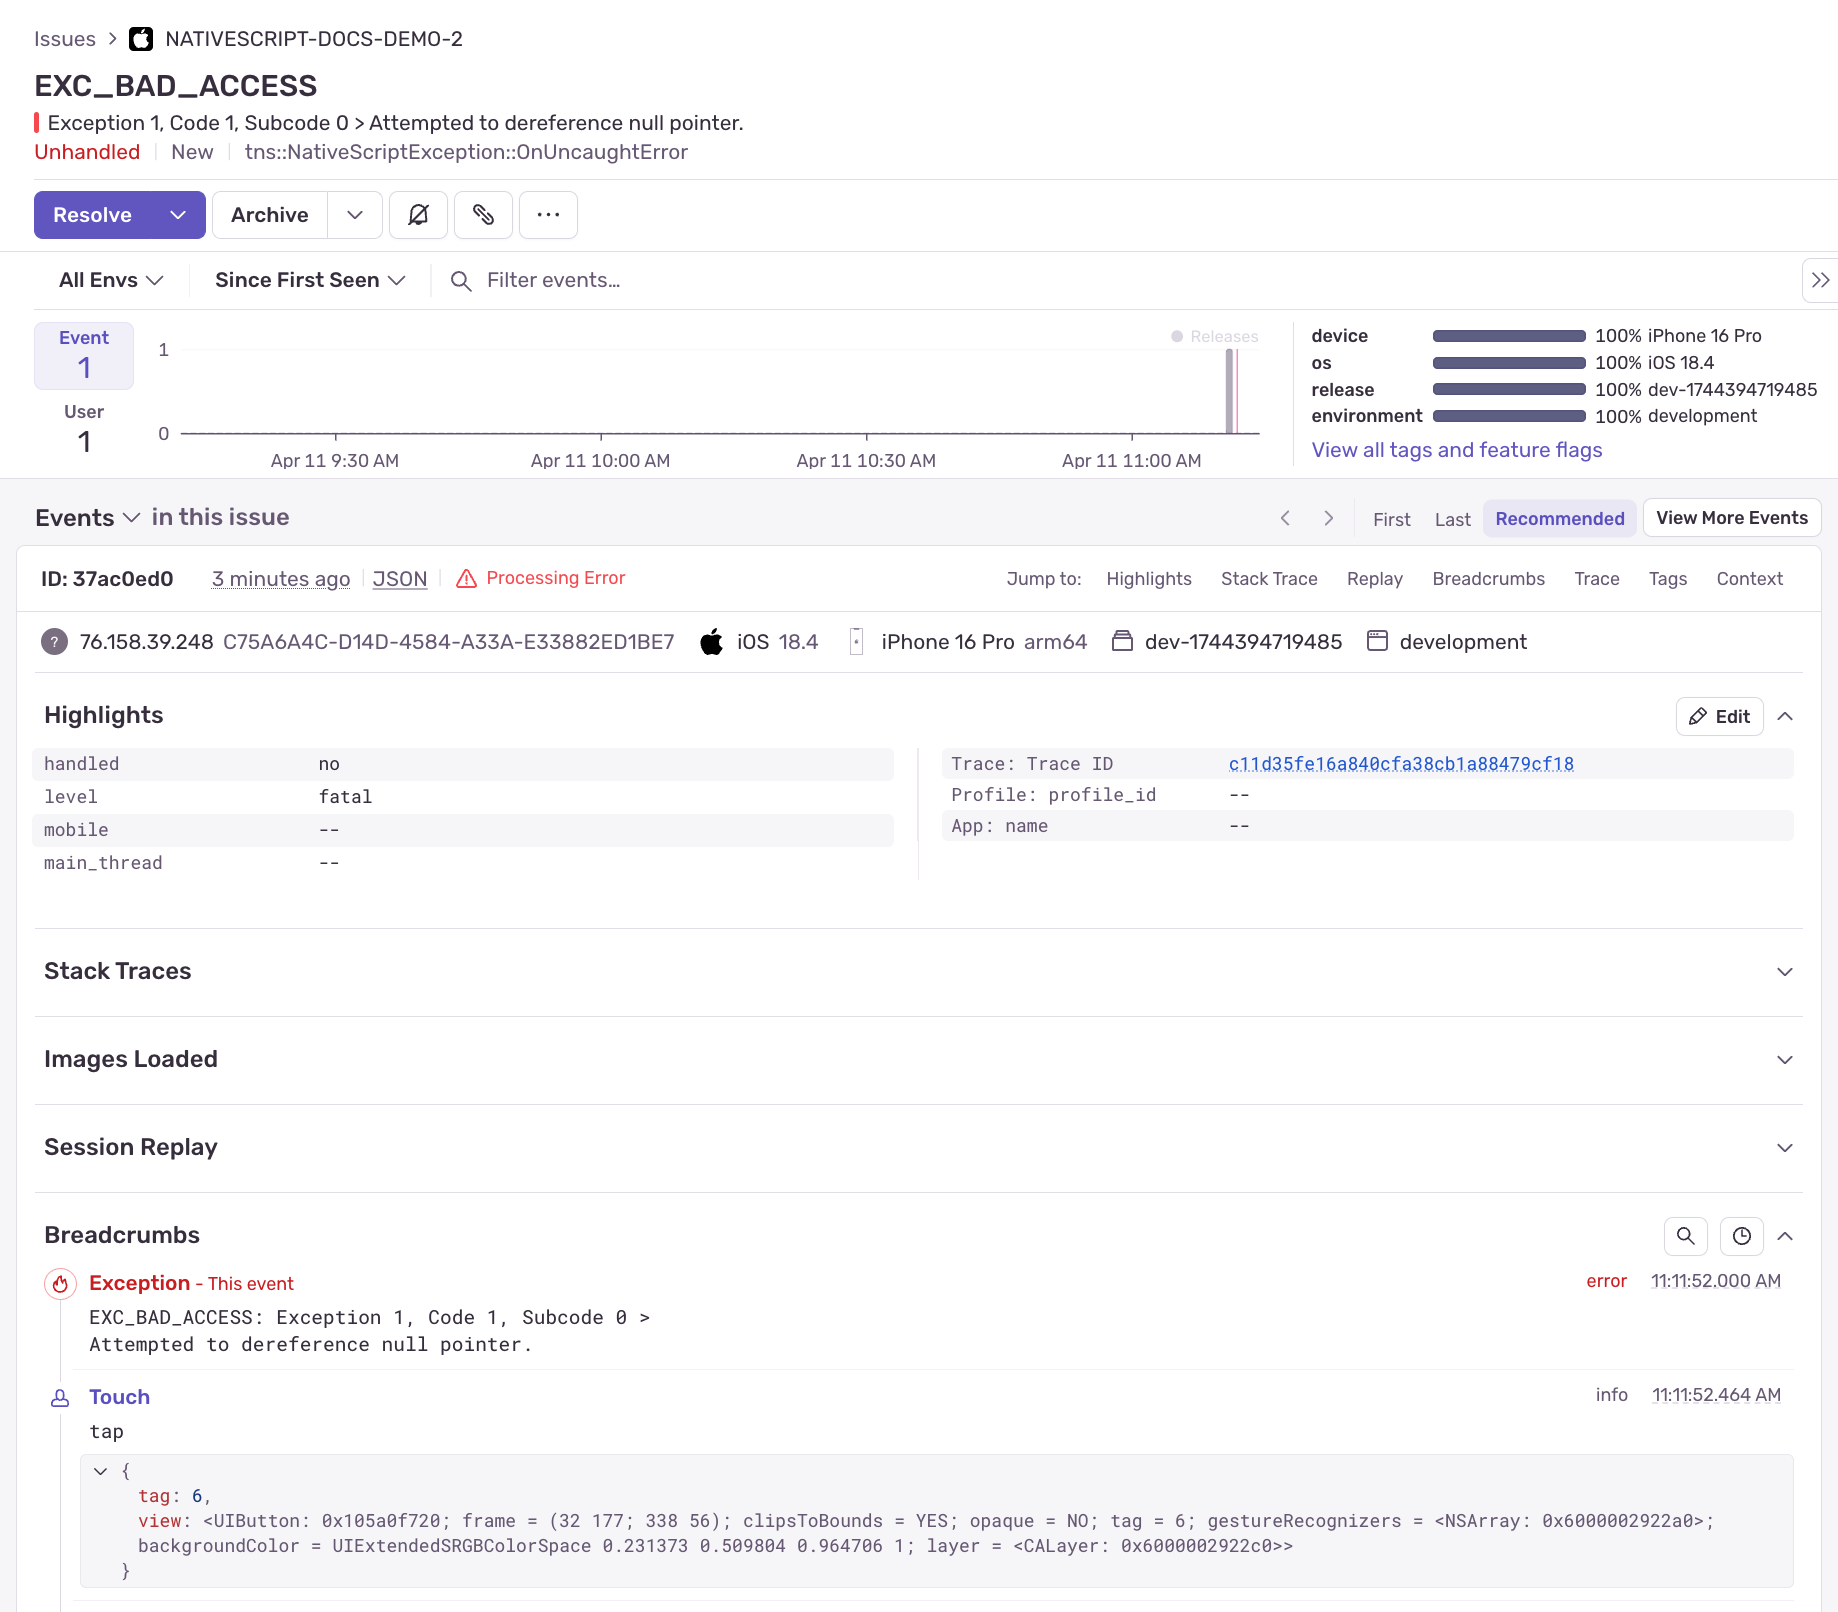 Issues > NATIVESCRIPT-DOCS-DEMO-2
EXC_BAD_ACCESS
Exception 1, Code 1, Subcode 0 > Attempted to dereference null pointer.
Unhandled New tns::NativeScriptException::OnUncaughtError
Resolve Archive ...
All Envs Since First Seen Filter events…
Event
1
User
1
1
0
Releases
Apr 11 9:30 AM Apr 11 10:00 AM Apr 11 10:30 AM Apr 11 11:00 AM
device 100% iPhone 16 Pro
os 100% iOS 18.4
release 100% dev-1744394719485
environment 100% development
View all tags and feature flags
Events in this issue First Last Recommended View More Events
ID: 37ac0ed0 3 minutes ago JSON Processing Error Jump to: Highlights Stack Trace Replay Breadcrumbs Trace Tags Context
? 76.158.39.248 C75A6A4C-D14D-4584-A33A-E33882ED1BE7 iOS 18.4 iPhone 16 Pro arm64 dev-1744394719485 development
Highlights Edit
handled no
level fatal
mobile --
main_thread --
Trace: Trace ID c11d35fe16a840cfa38cb1a88479cf18
Profile: profile_id --
App: name --
Stack Traces
Images Loaded
Session Replay
Breadcrumbs
Exception - This event error 11:11:52.000 AM
EXC_BAD_ACCESS: Exception 1, Code 1, Subcode 0 >
Attempted to dereference null pointer.
Touch info 11:11:52.464 AM
tap
{
tag: 6,
view: <UIButton: 0x105a0f720; frame = (32 177; 338 56); clipsToBounds = YES; opaque = NO; tag = 6; gestureRecognizers = <NSArray: 0x6000002922a0>;
backgroundColor = UIExtendedSRGBColorSpace 0.231373 0.509804 0.964706 1; layer = <CALayer: 0x6000002922c0>>
}